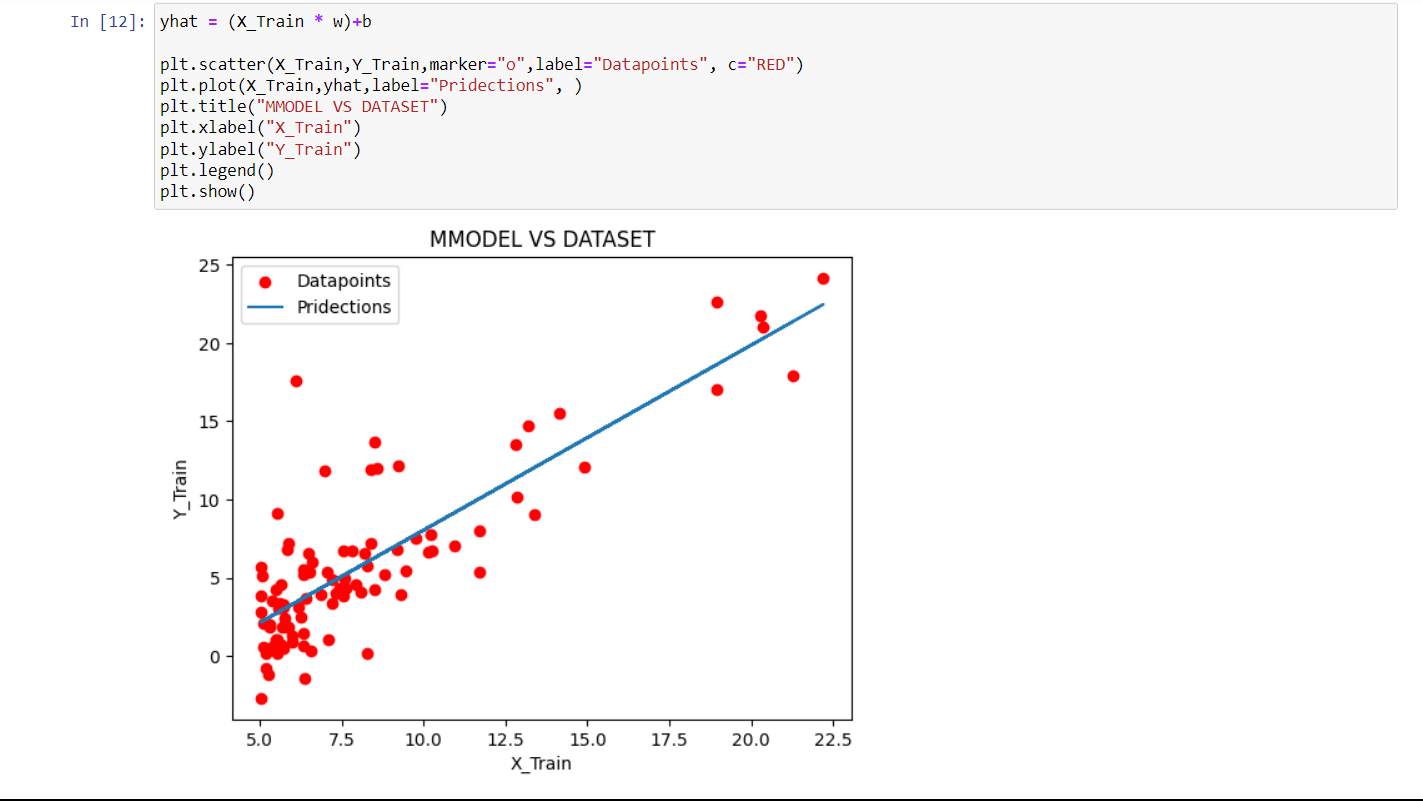 In [12]: yhat = (X_Train * w)+b
plt.scatter(X_Train,Y_Train,marker="o",label="Datapoints", c="RED")
plt.plot(X_Train,yhat,label="Pridections", )
plt.title("MMODEL VS DATASET")
plt.xlabel("X_Train")
plt.ylabel("Y_Train")
plt.legend()
plt.show()
MMODEL VS DATASET
Datapoints
Pridections
25
20
15
10
5
0
Y_Train
5.0 7.5 10.0 12.5 15.0 17.5 20.0 22.5
X_Train